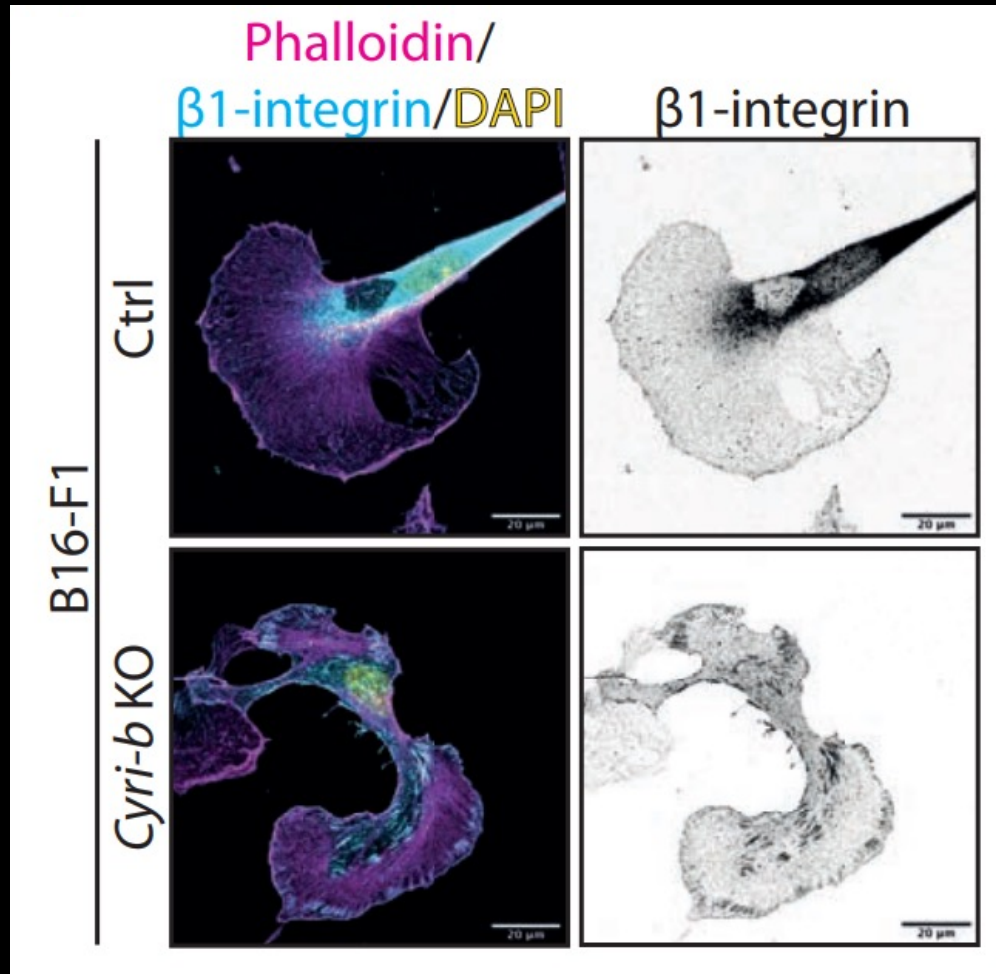 Phalloidin/
β1-integrin/DAPI
β1-integrin
B16-F1
Ctrl
20 µm
20 µm
Cyri-b KO
20 µm
20 µm